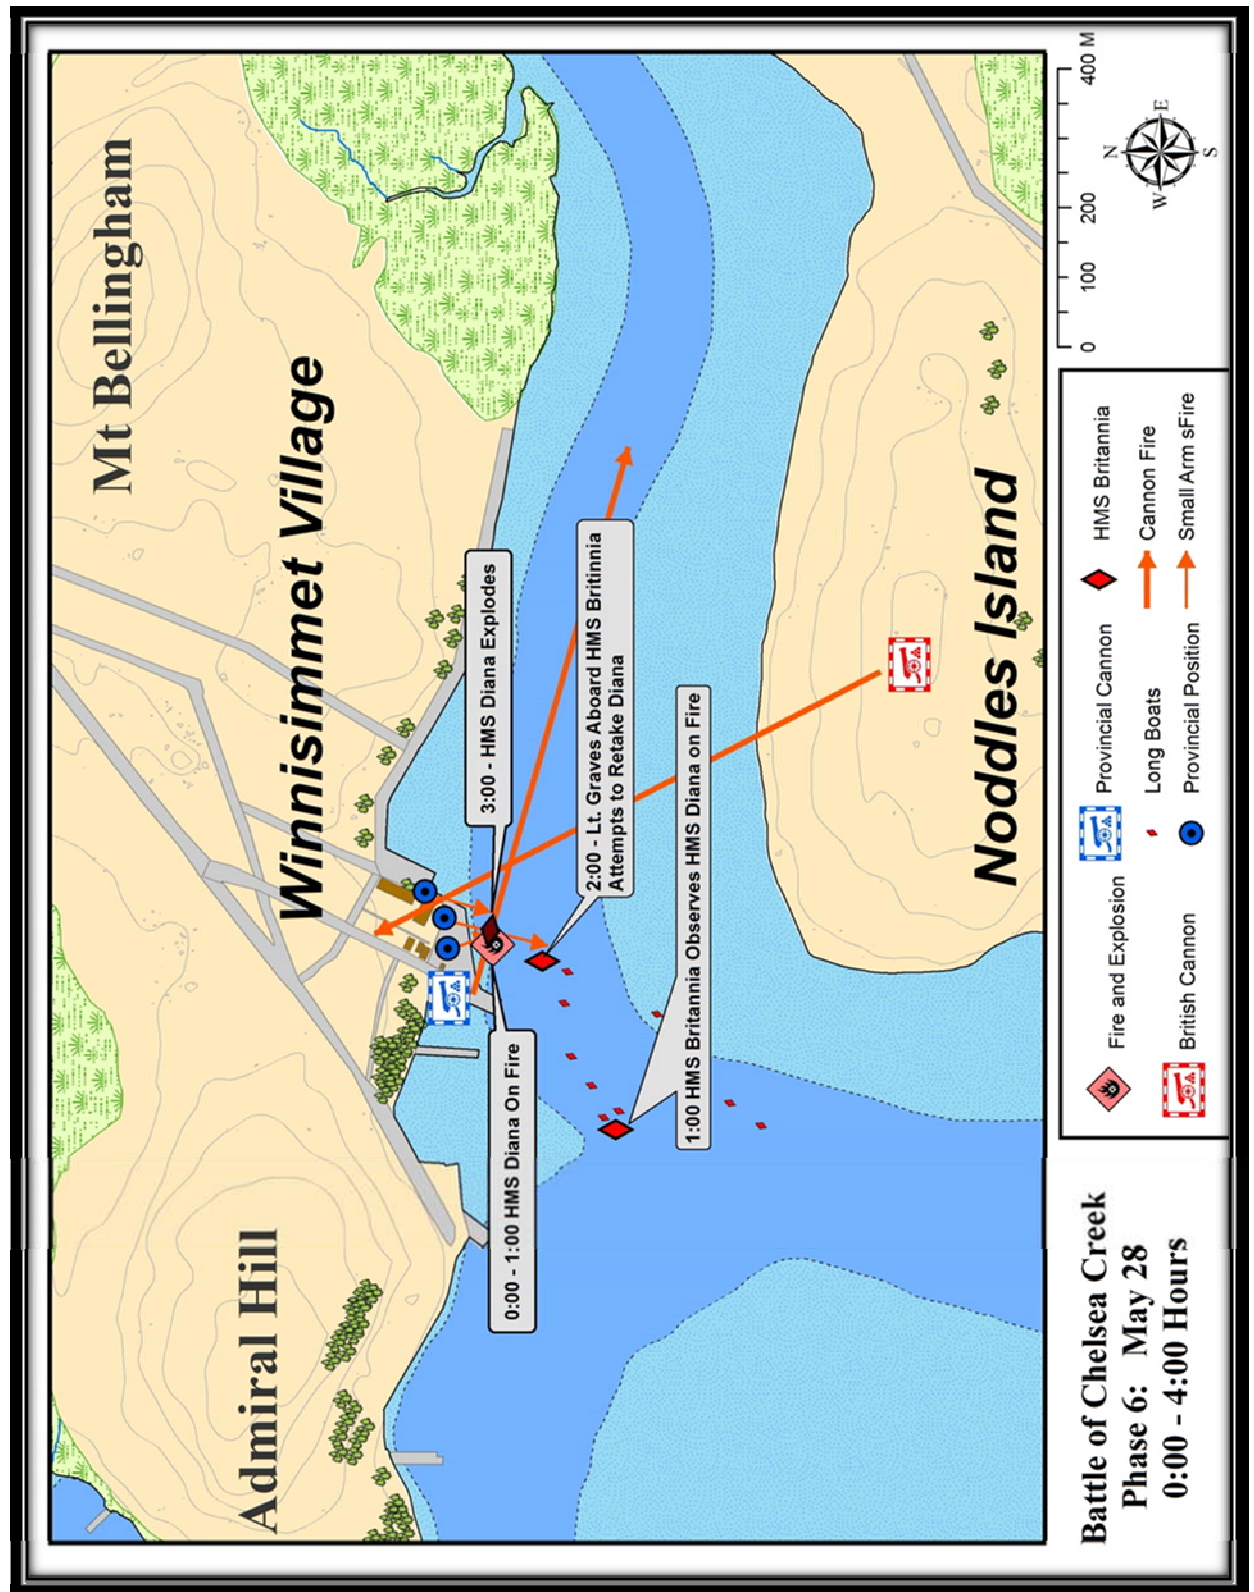 Mt Bellingham
Winnisimmet Village
Admiral Hill
3:00 - HMS Diana Explodes
0:00 - 1:00 HMS Diana On Fire
2:00 - Lt. Graves Aboard HMS Britinnia
Attempts to Retake Diana
1:00 HMS Britannia Observes HMS Diana on Fire
Noddles Island
Battle of Chelsea Creek
Phase 6: May 28
0:00 - 4:00 Hours
Fire and Explosion
British Cannon
Provincial Cannon
Long Boats
Provincial Position
HMS Britannia
Cannon Fire
Small Arm sFire
0 100 200 400 M
N
W E
S